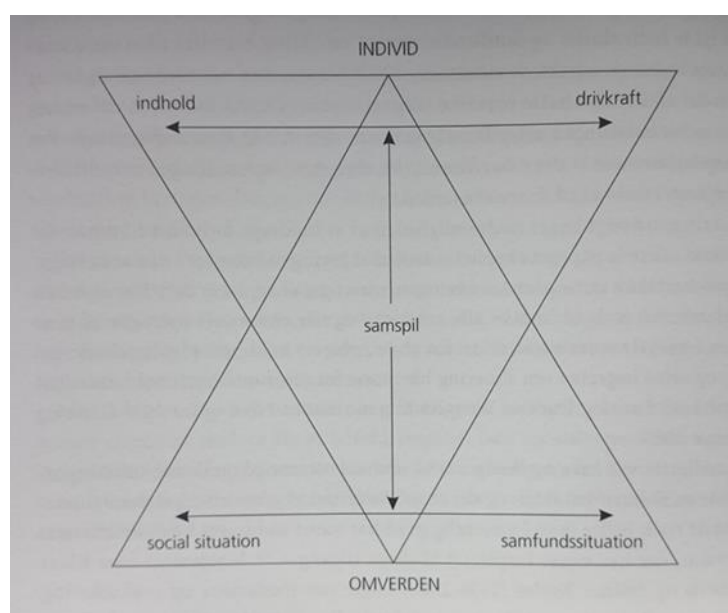 INDIVID
indhold
drivkraft
samspil
social situation
samfundssituation
OMVERDEN